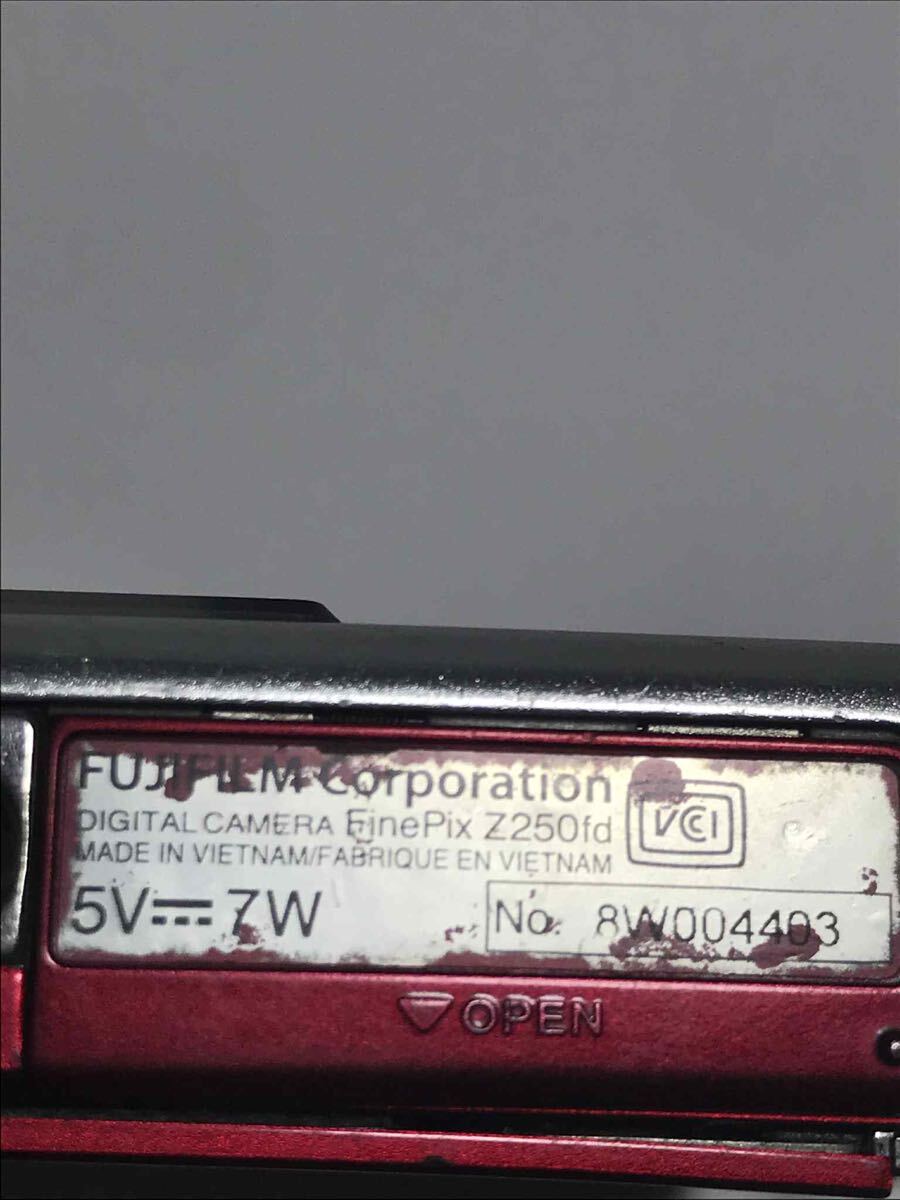 FUJIFILM Corporation
DIGITAL CAMERA FinePix Z250fd
MADE IN VIETNAM/FABRIQUE EN VIETNAM
VCI
5V⎓7W
No. 8W004403
▽OPEN